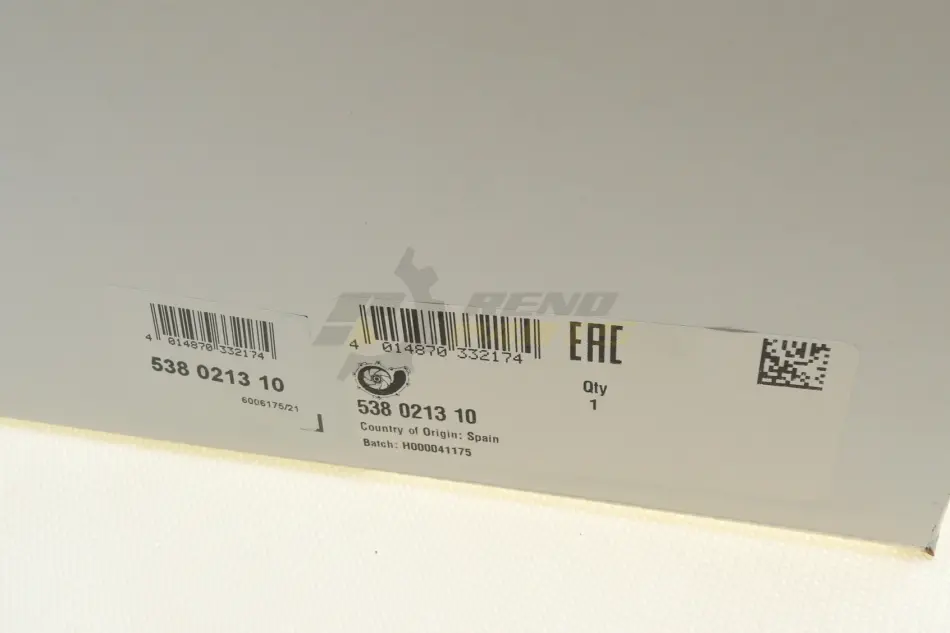 4 014870 332174
538 0213 10
6006175/21
RENO
4 014870 332174
EAC
Qty
1
538 0213 10
Country of Origin: Spain
Batch: H000041175